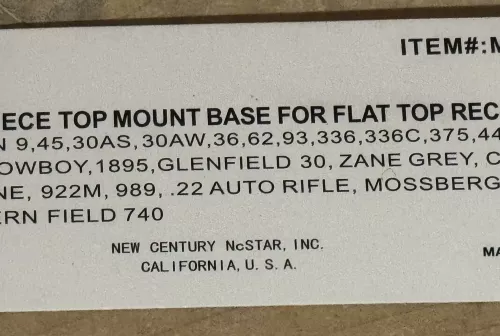 ITEM#:M
ECE TOP MOUNT BASE FOR FLAT TOP REC
N 9,45,30AS,30AW,36,62,93,336,336C,375,44
OWBOY,1895,GLENFIELD 30, ZANE GREY, C
NE, 922M, 989, .22 AUTO RIFLE, MOSSBERG
ERN FIELD 740
NEW CENTURY NcSTAR, INC.
CALIFORNIA, U. S. A.
MA